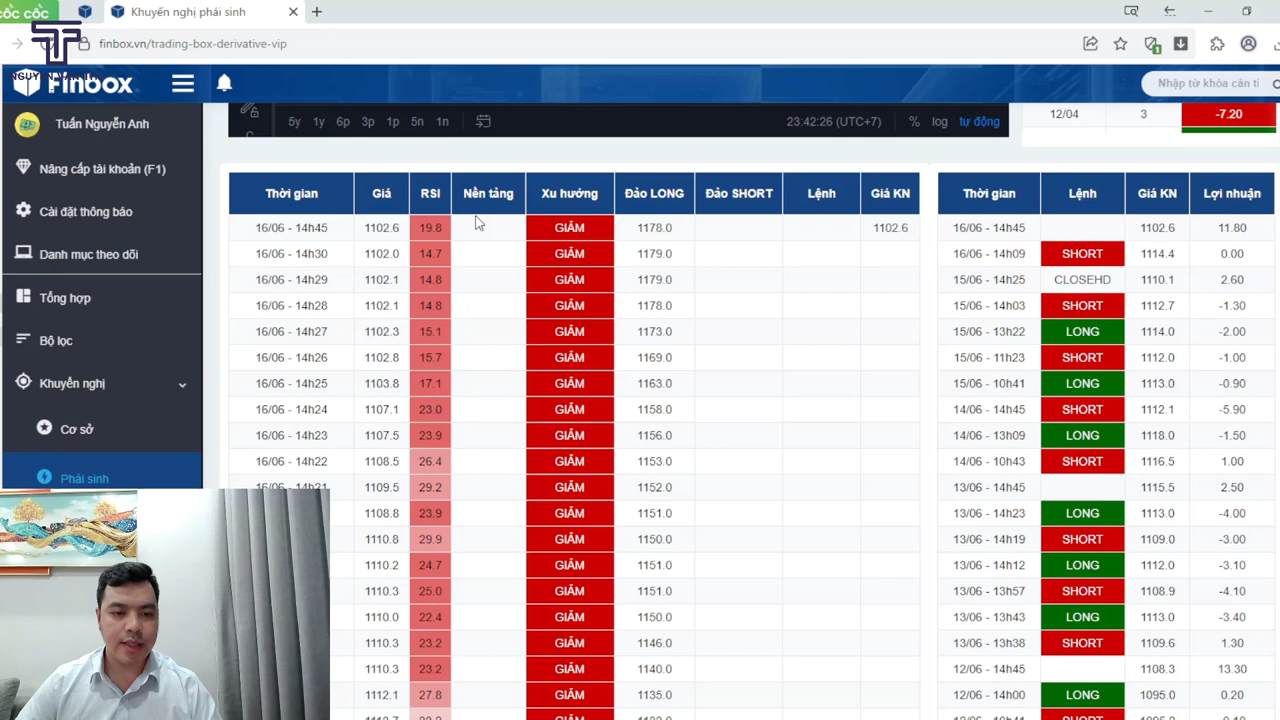 CỐC CỐC
Khuyến nghị phái sinh
finbox.vn/trading-box-derivative-vip
Finbox
Nhập từ khóa cần tì
Tuấn Nguyễn Anh
Nâng cấp tài khoản (F1)
Cài đặt thông báo
Danh mục theo dõi
Tổng hợp
Bộ lọc
Khuyến nghị
Cơ sở
Phái sinh
5y 1y 6p 3p 1p 5n 1n
23:42:26 (UTC+7) % log tự động
12/04 3 -7.20
Thời gian Giá RSI Nền tảng Xu hướng Đảo LONG Đảo SHORT Lệnh Giá KN
16/06 - 14h45 1102.6 19.8 GIẢM 1178.0 1102.6
16/06 - 14h30 1102.0 14.7 GIẢM 1179.0
16/06 - 14h29 1102.1 14.8 GIẢM 1179.0
16/06 - 14h28 1102.1 14.8 GIẢM 1178.0
16/06 - 14h27 1102.3 15.1 GIẢM 1173.0
16/06 - 14h26 1102.8 15.7 GIẢM 1169.0
16/06 - 14h25 1103.8 17.1 GIẢM 1163.0
16/06 - 14h24 1107.1 23.0 GIẢM 1158.0
16/06 - 14h23 1107.5 23.9 GIẢM 1156.0
16/06 - 14h22 1108.5 26.4 GIẢM 1153.0
16/06 - 14h21 1109.5 29.2 GIẢM 1152.0
1108.8 23.9 GIẢM 1151.0
1110.8 29.9 GIẢM 1150.0
1110.2 24.7 GIẢM 1151.0
1110.3 25.0 GIẢM 1151.0
1110.0 22.4 GIẢM 1150.0
1110.3 23.2 GIẢM 1146.0
1110.3 23.2 GIẢM 1140.0
1112.1 27.8 GIẢM 1135.0
Thời gian Lệnh Giá KN Lợi nhuận
16/06 - 14h45 1102.6 11.80
16/06 - 14h09 SHORT 1114.4 0.00
15/06 - 14h25 CLOSEHD 1110.1 2.60
15/06 - 14h03 SHORT 1112.7 -1.30
15/06 - 13h22 LONG 1114.0 -2.00
15/06 - 11h23 SHORT 1112.0 -1.00
15/06 - 10h41 LONG 1113.0 -0.90
14/06 - 14h45 SHORT 1112.1 -5.90
14/06 - 13h09 LONG 1118.0 -1.50
14/06 - 10h43 SHORT 1116.5 1.00
13/06 - 14h45 1115.5 2.50
13/06 - 14h23 LONG 1113.0 -4.00
13/06 - 14h19 SHORT 1109.0 -3.00
13/06 - 14h12 LONG 1112.0 -3.10
13/06 - 13h57 SHORT 1108.9 -4.10
13/06 - 13h43 LONG 1113.0 -3.40
13/06 - 13h38 SHORT 1109.6 1.30
12/06 - 14h45 1108.3 13.30
12/06 - 14h00 LONG 1095.0 0.20